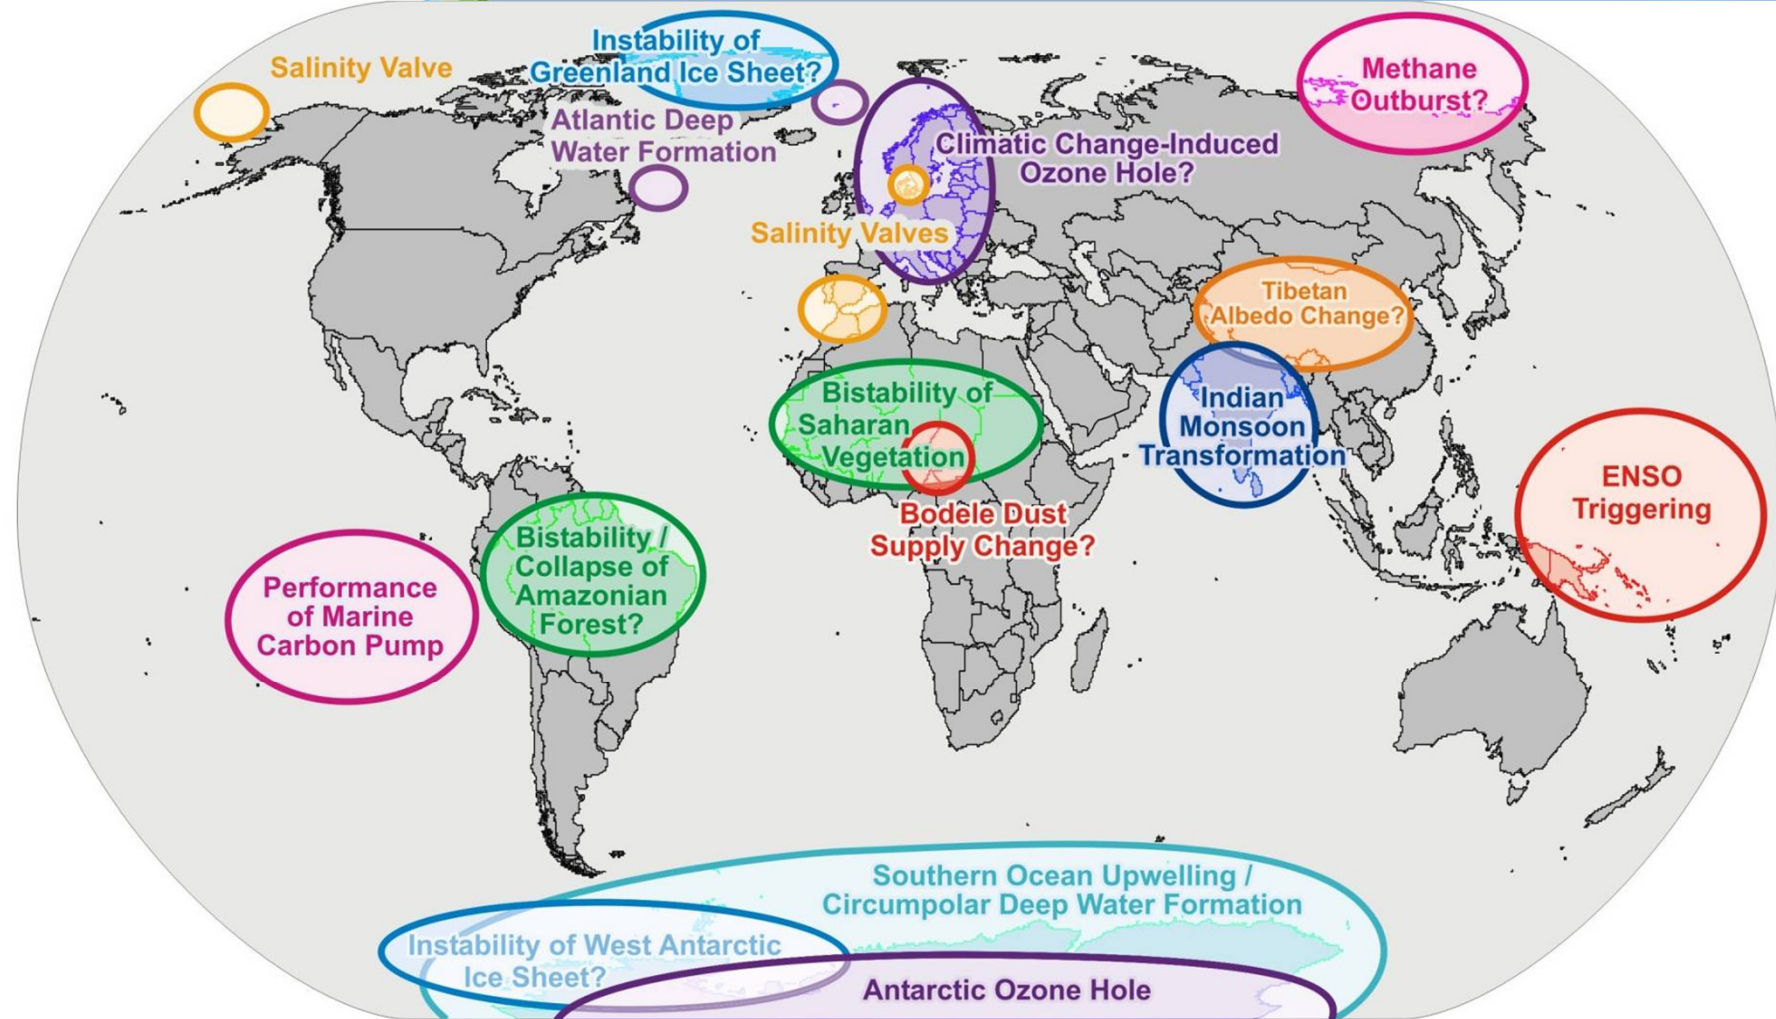 Salinity Valve
Instability of
Greenland Ice Sheet?
Methane
Outburst?
Atlantic Deep
Water Formation
Climatic Change-Induced
Ozone Hole?
Salinity Valves
Tibetan
Albedo Change?
Bistability of
Saharan
Vegetation
Indian
Monsoon
Transformation
ENSO
Triggering
Bodele Dust
Supply Change?
Bistability /
Collapse of
Amazonian
Forest?
Performance
of Marine
Carbon Pump
Southern Ocean Upwelling /
Circumpolar Deep Water Formation
Instability of West Antarctic
Ice Sheet?
Antarctic Ozone Hole